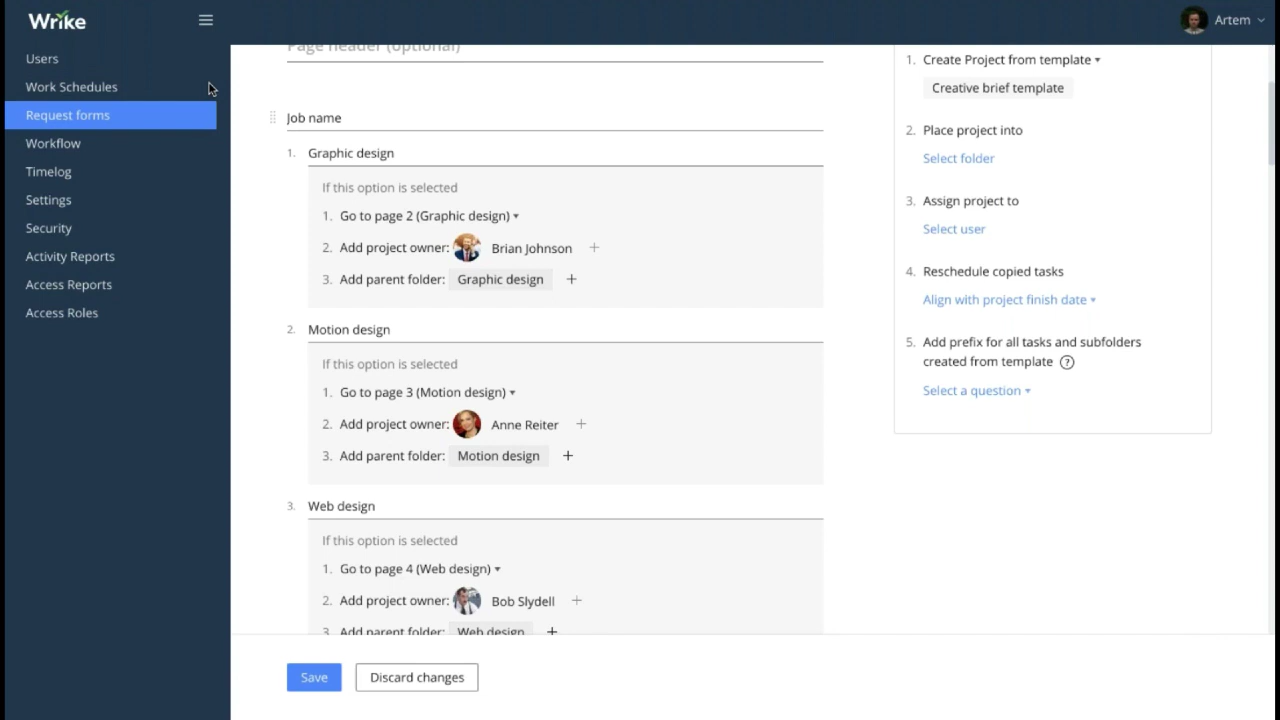 Wrike
Artem
Users
Work Schedules
Request forms
Workflow
Timelog
Settings
Security
Activity Reports
Access Reports
Access Roles
Page header (optional)
Job name
1. Graphic design
If this option is selected
1. Go to page 2 (Graphic design)
2. Add project owner: Brian Johnson +
3. Add parent folder: Graphic design +
2. Motion design
If this option is selected
1. Go to page 3 (Motion design)
2. Add project owner: Anne Reiter +
3. Add parent folder: Motion design +
3. Web design
If this option is selected
1. Go to page 4 (Web design)
2. Add project owner: Bob Slydell +
3. Add parent folder: Web design +
Save
Discard changes
1. Create Project from template
Creative brief template
2. Place project into
Select folder
3. Assign project to
Select user
4. Reschedule copied tasks
Align with project finish date
5. Add prefix for all tasks and subfolders
created from template ?
Select a question